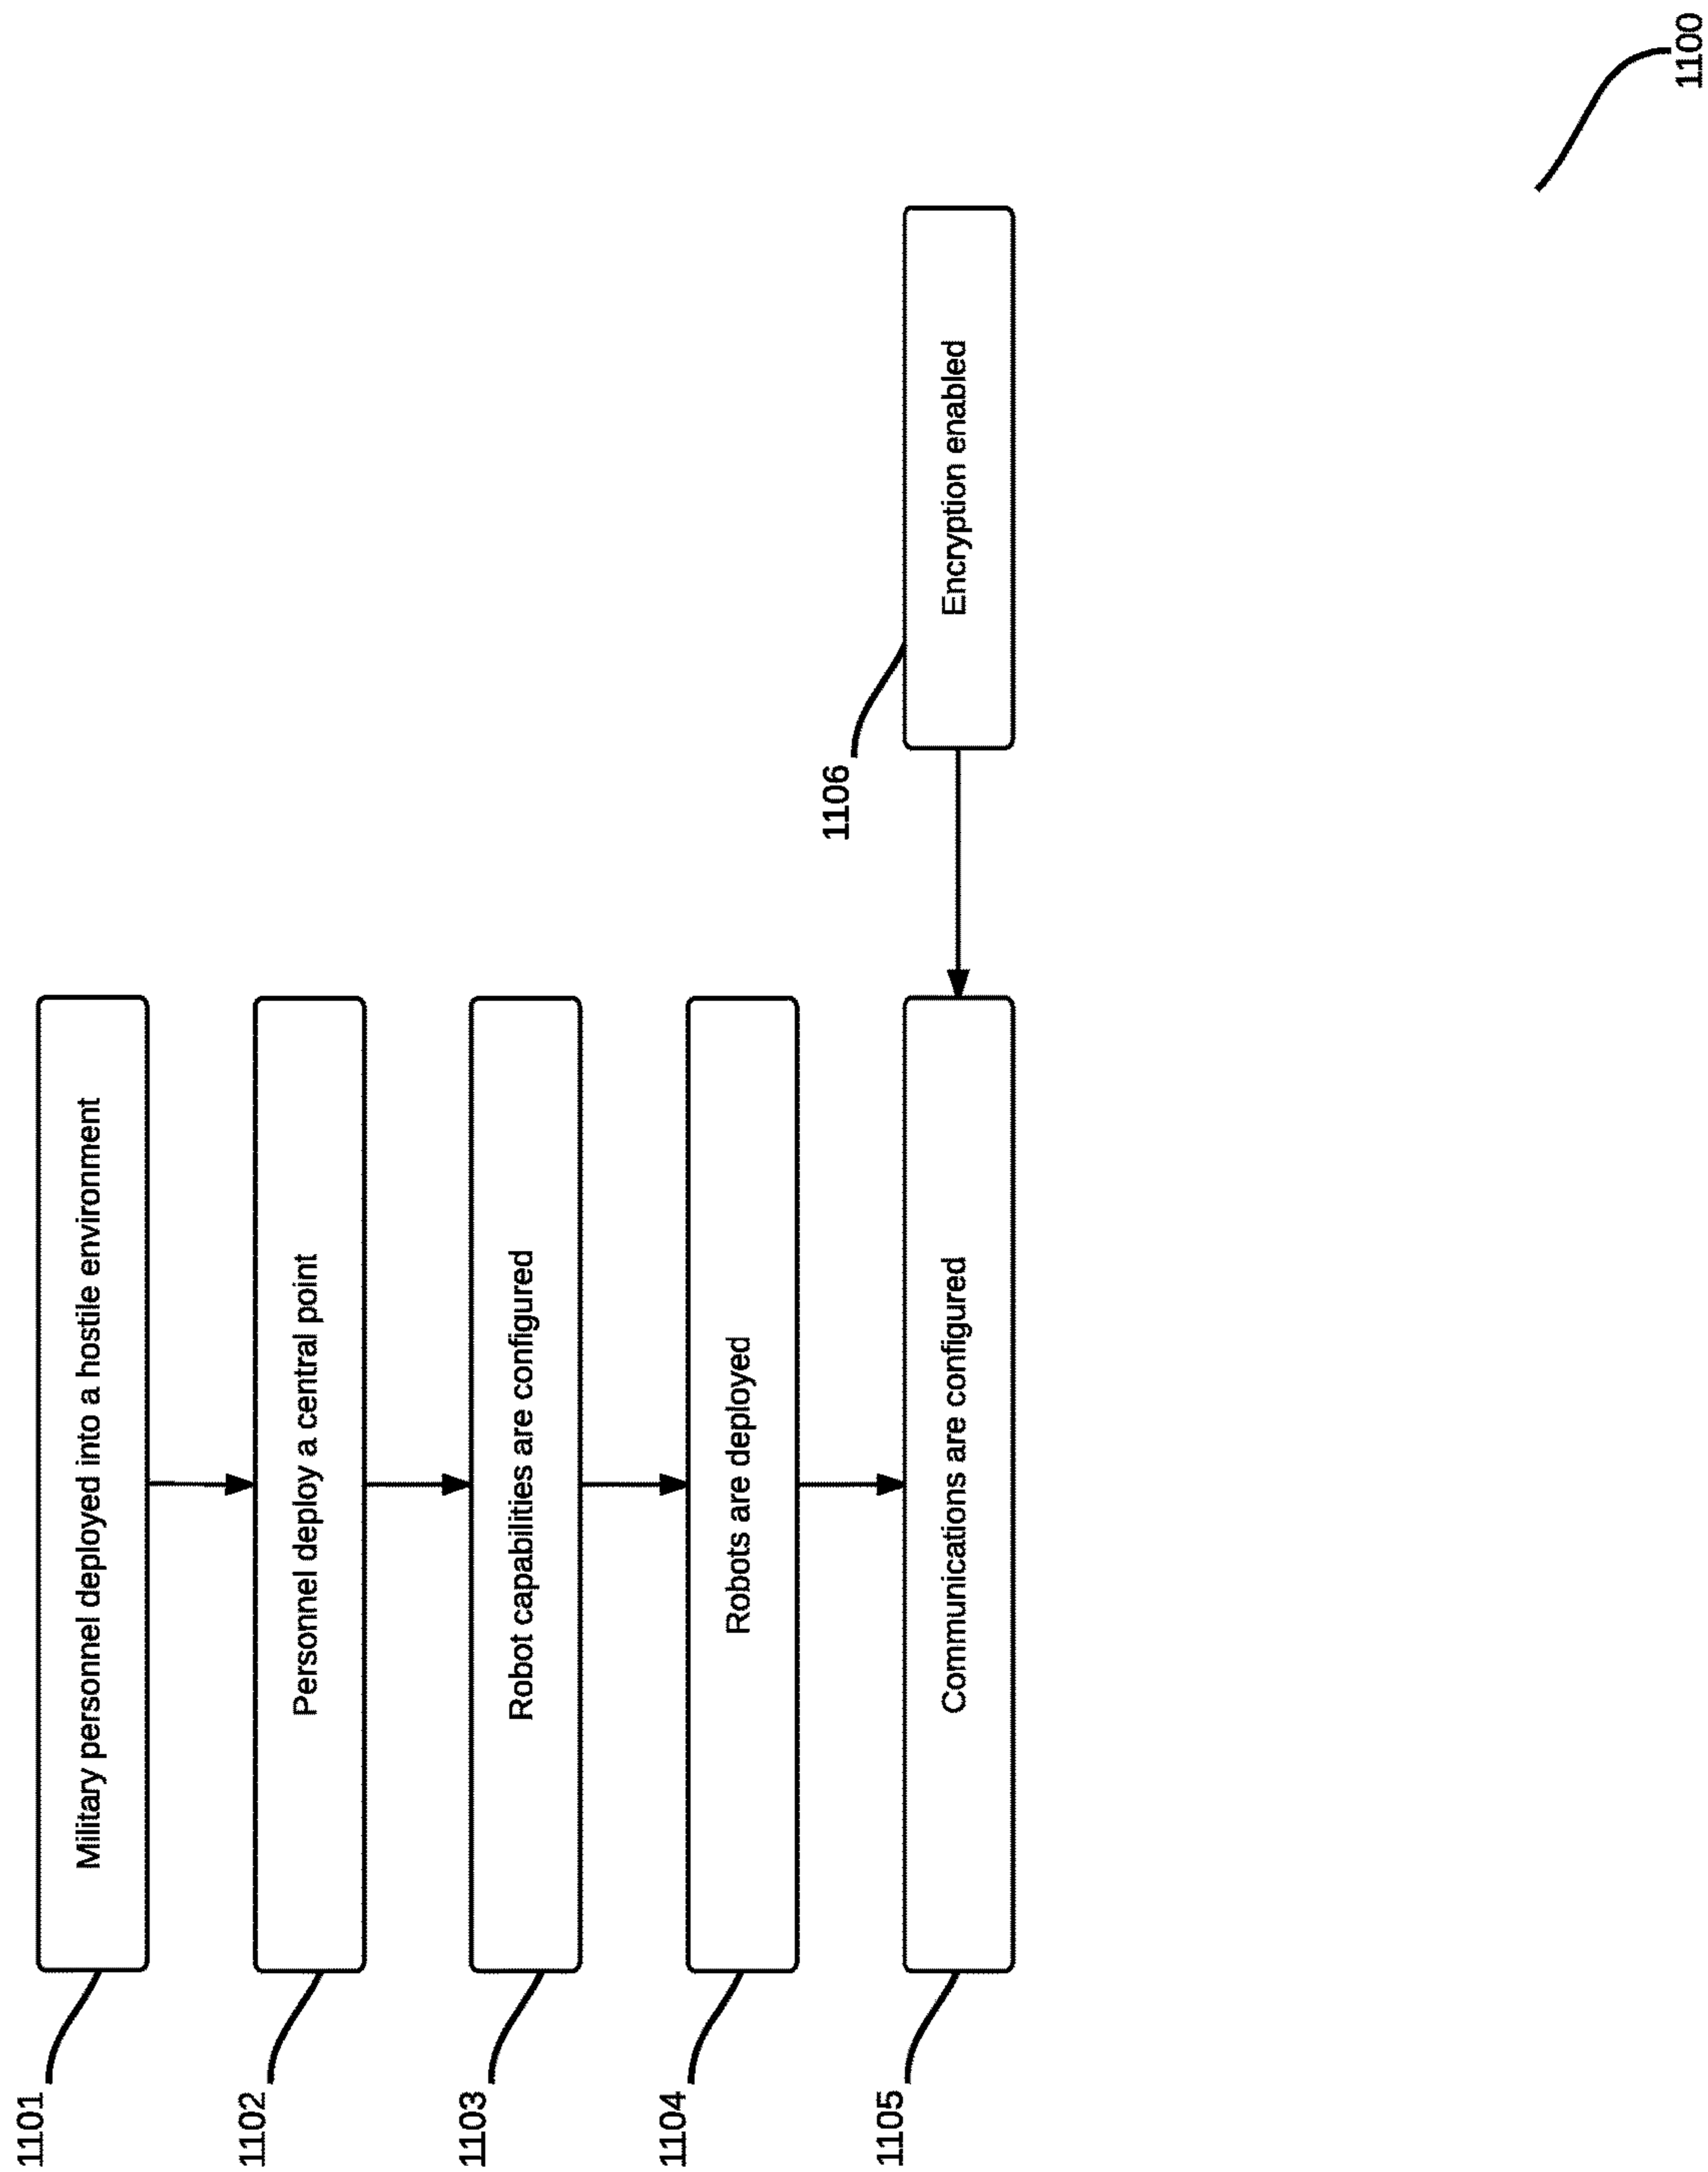 1101
Military personnel deployed into a hostile environment
1102
Personnel deploy a central point
1103
Robot capabilities are configured
1104
Robots are deployed
1105
Communications are configured
1106
Encryption enabled
1100